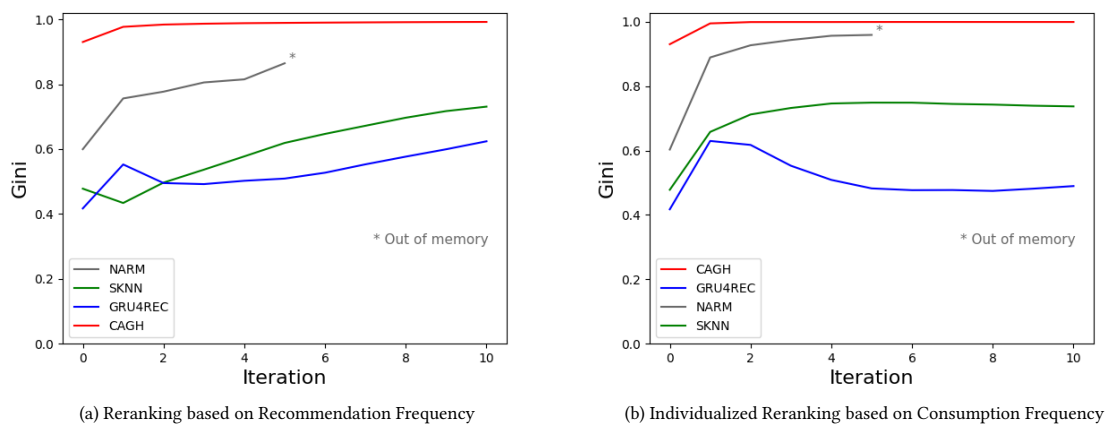 1.0
0.8
0.6
0.4
0.2
0.0
Gini
*
* Out of memory
NARM
SKNN
GRU4REC
CAGH
0 2 4 6 8 10
Iteration
(a) Reranking based on Recommendation Frequency
1.0
0.8
0.6
0.4
0.2
0.0
Gini
*
* Out of memory
CAGH
GRU4REC
NARM
SKNN
0 2 4 6 8 10
Iteration
(b) Individualized Reranking based on Consumption Frequency